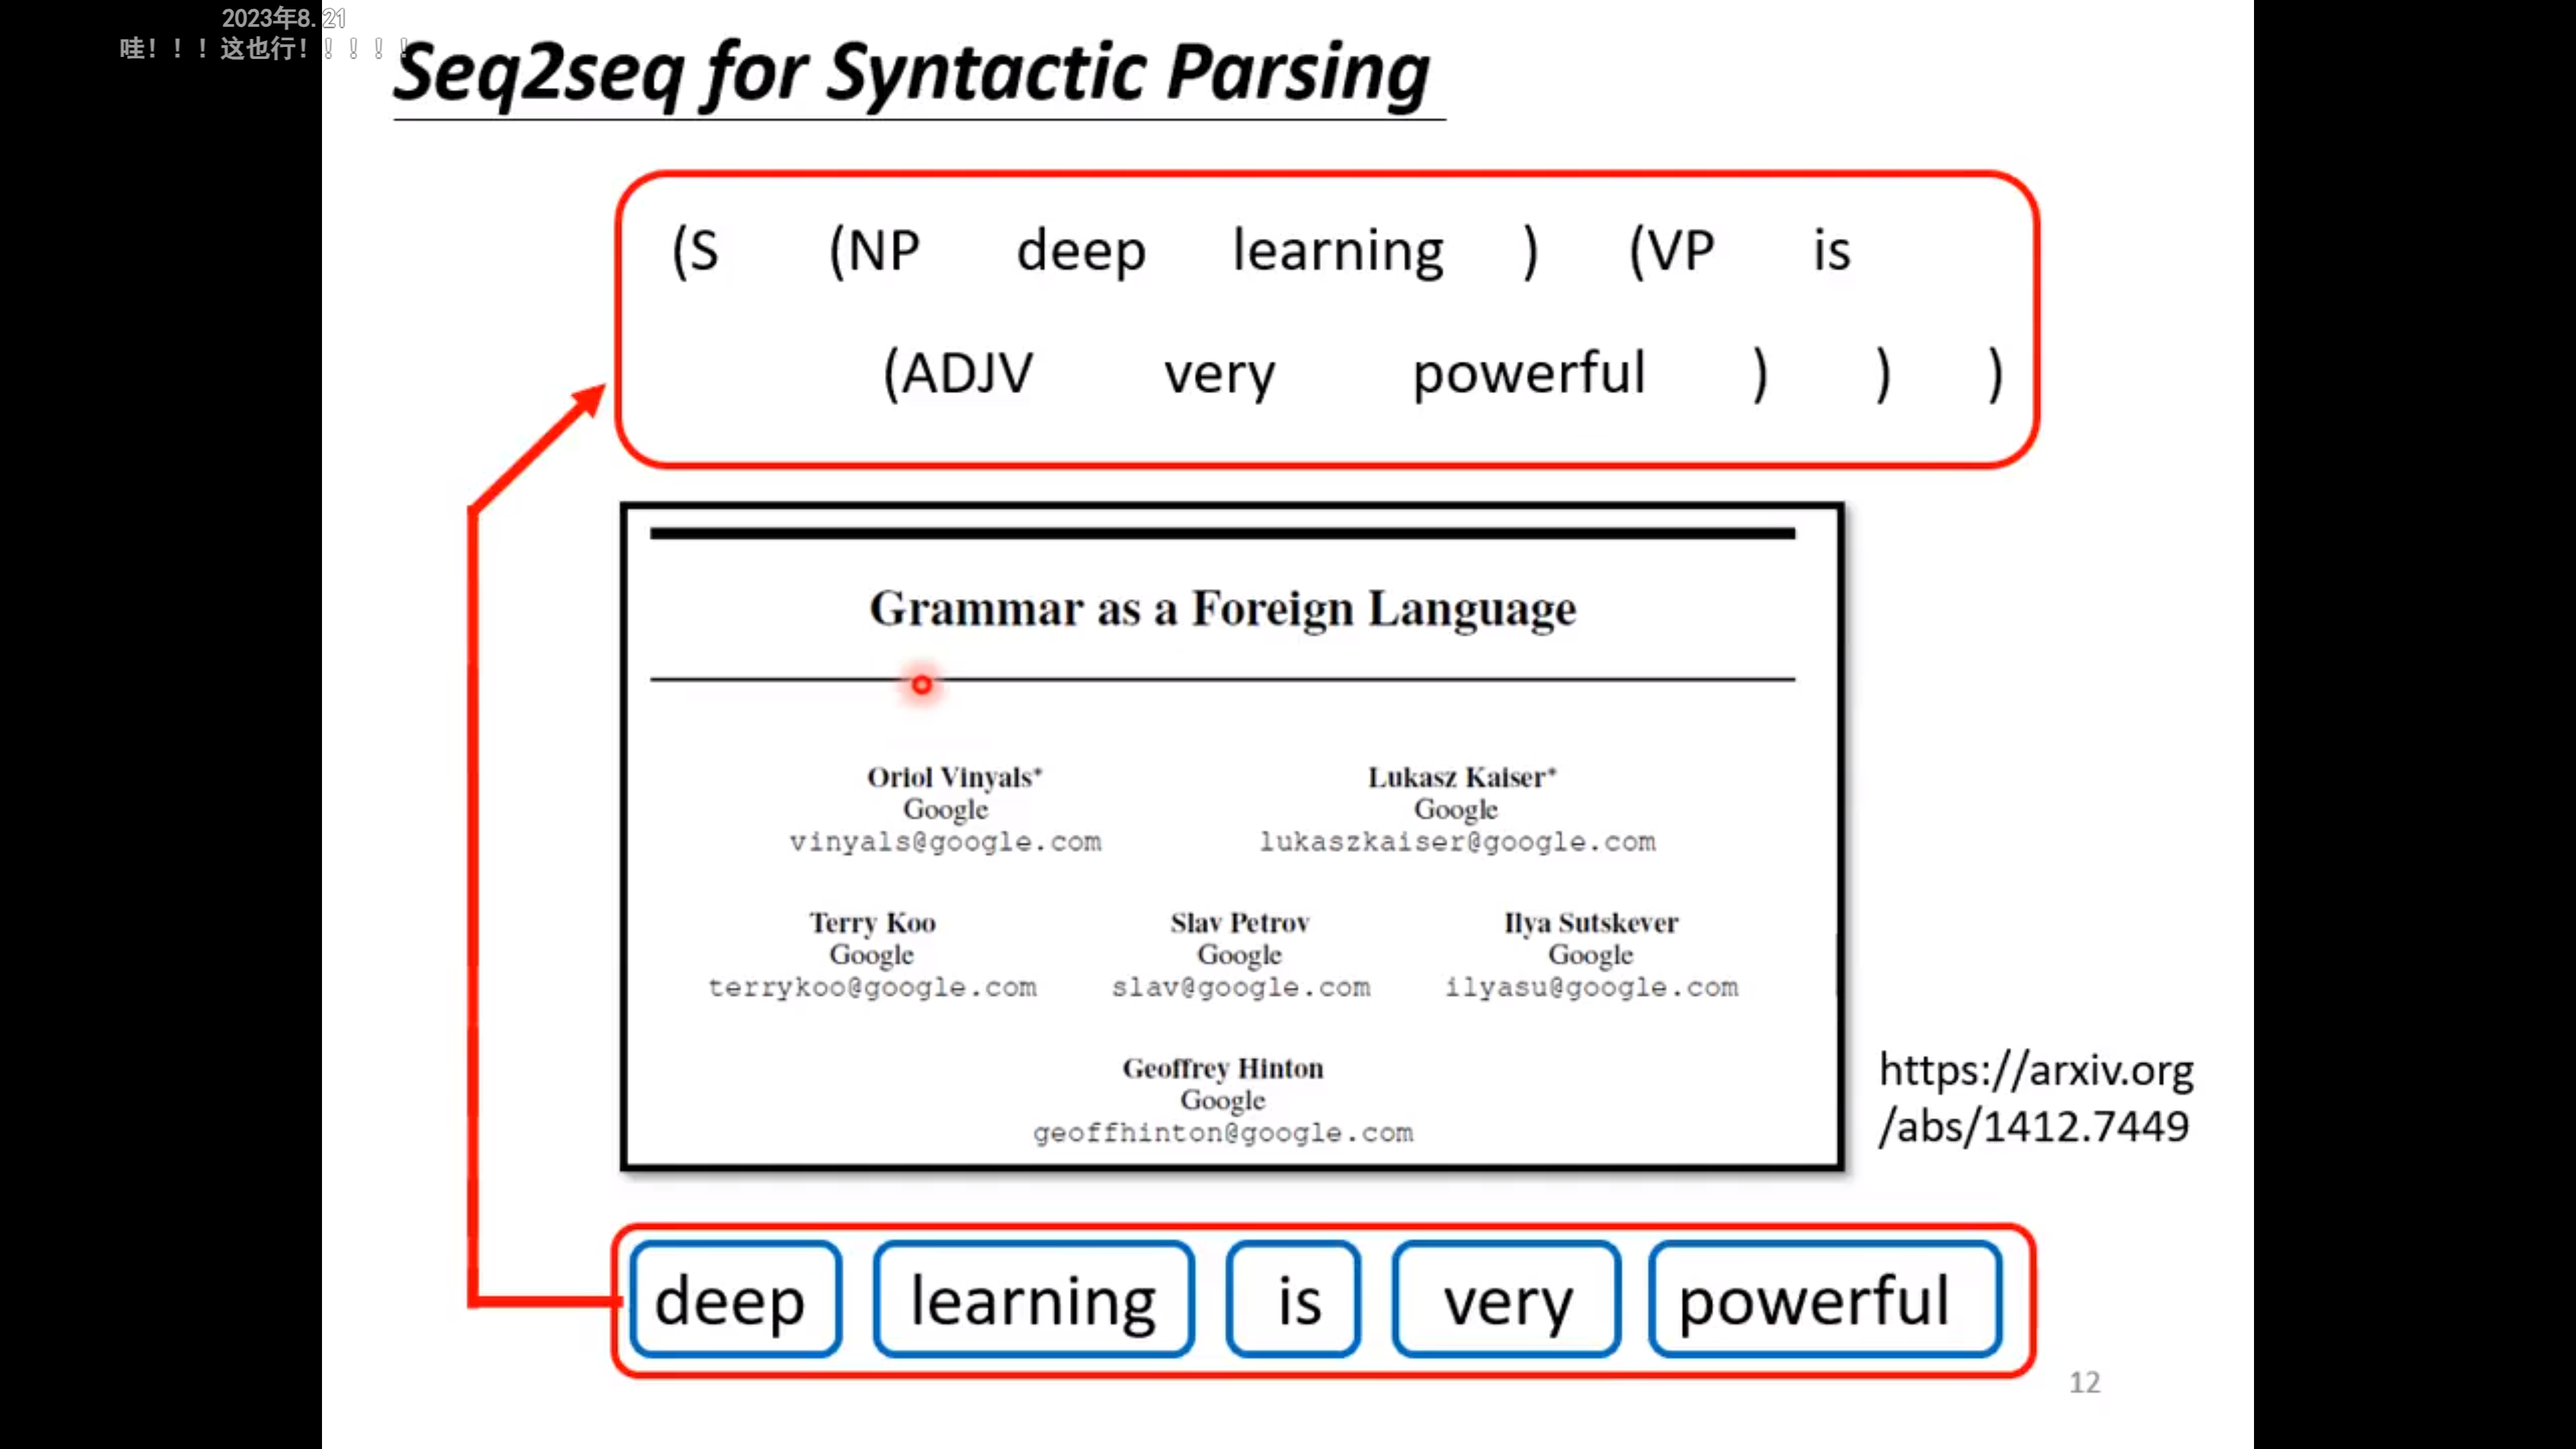 2023年8.21
哇！！！这也行！！！！！
Seq2seq for Syntactic Parsing
(S (NP deep learning ) (VP is
(ADJV very powerful ) ) )
Grammar as a Foreign Language
Oriol Vinyals* Lukasz Kaiser*
Google Google
vinyals@google.com lukaszkaiser@google.com
Terry Koo Slav Petrov Ilya Sutskever
Google Google Google
terrykoo@google.com slav@google.com ilyasu@google.com
Geoffrey Hinton
Google
geoffhinton@google.com
https://arxiv.org
/abs/1412.7449
deep learning is very powerful
12